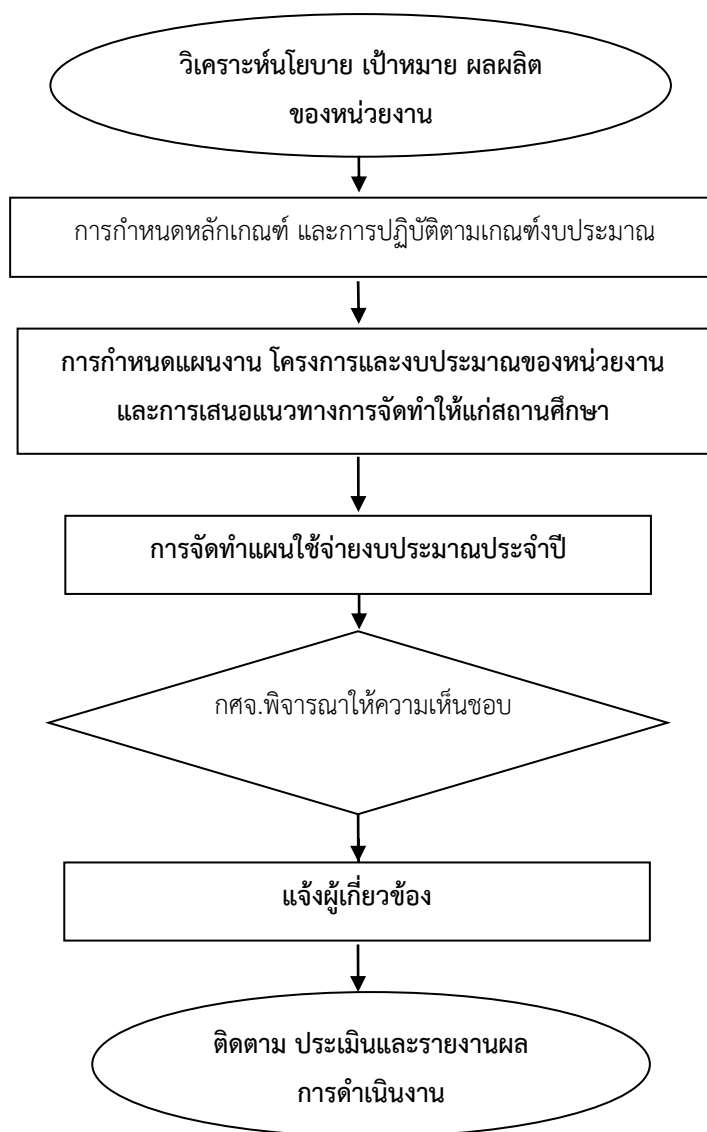 วิเคราะห์นโยบาย เป้าหมาย ผลผลิต
ของหน่วยงาน
การกำหนดหลักเกณฑ์ และการปฏิบัติตามเกณฑ์งบประมาณ
การกำหนดแผนงาน โครงการและงบประมาณของหน่วยงาน
และการเสนอแนวทางการจัดทำให้แก่สถานศึกษา
การจัดทำแผนใช้จ่ายงบประมาณประจำปี
กศจ.พิจารณาให้ความเห็นชอบ
แจ้งผู้เกี่ยวข้อง
ติดตาม ประเมินและรายงานผล
การดำเนินงาน